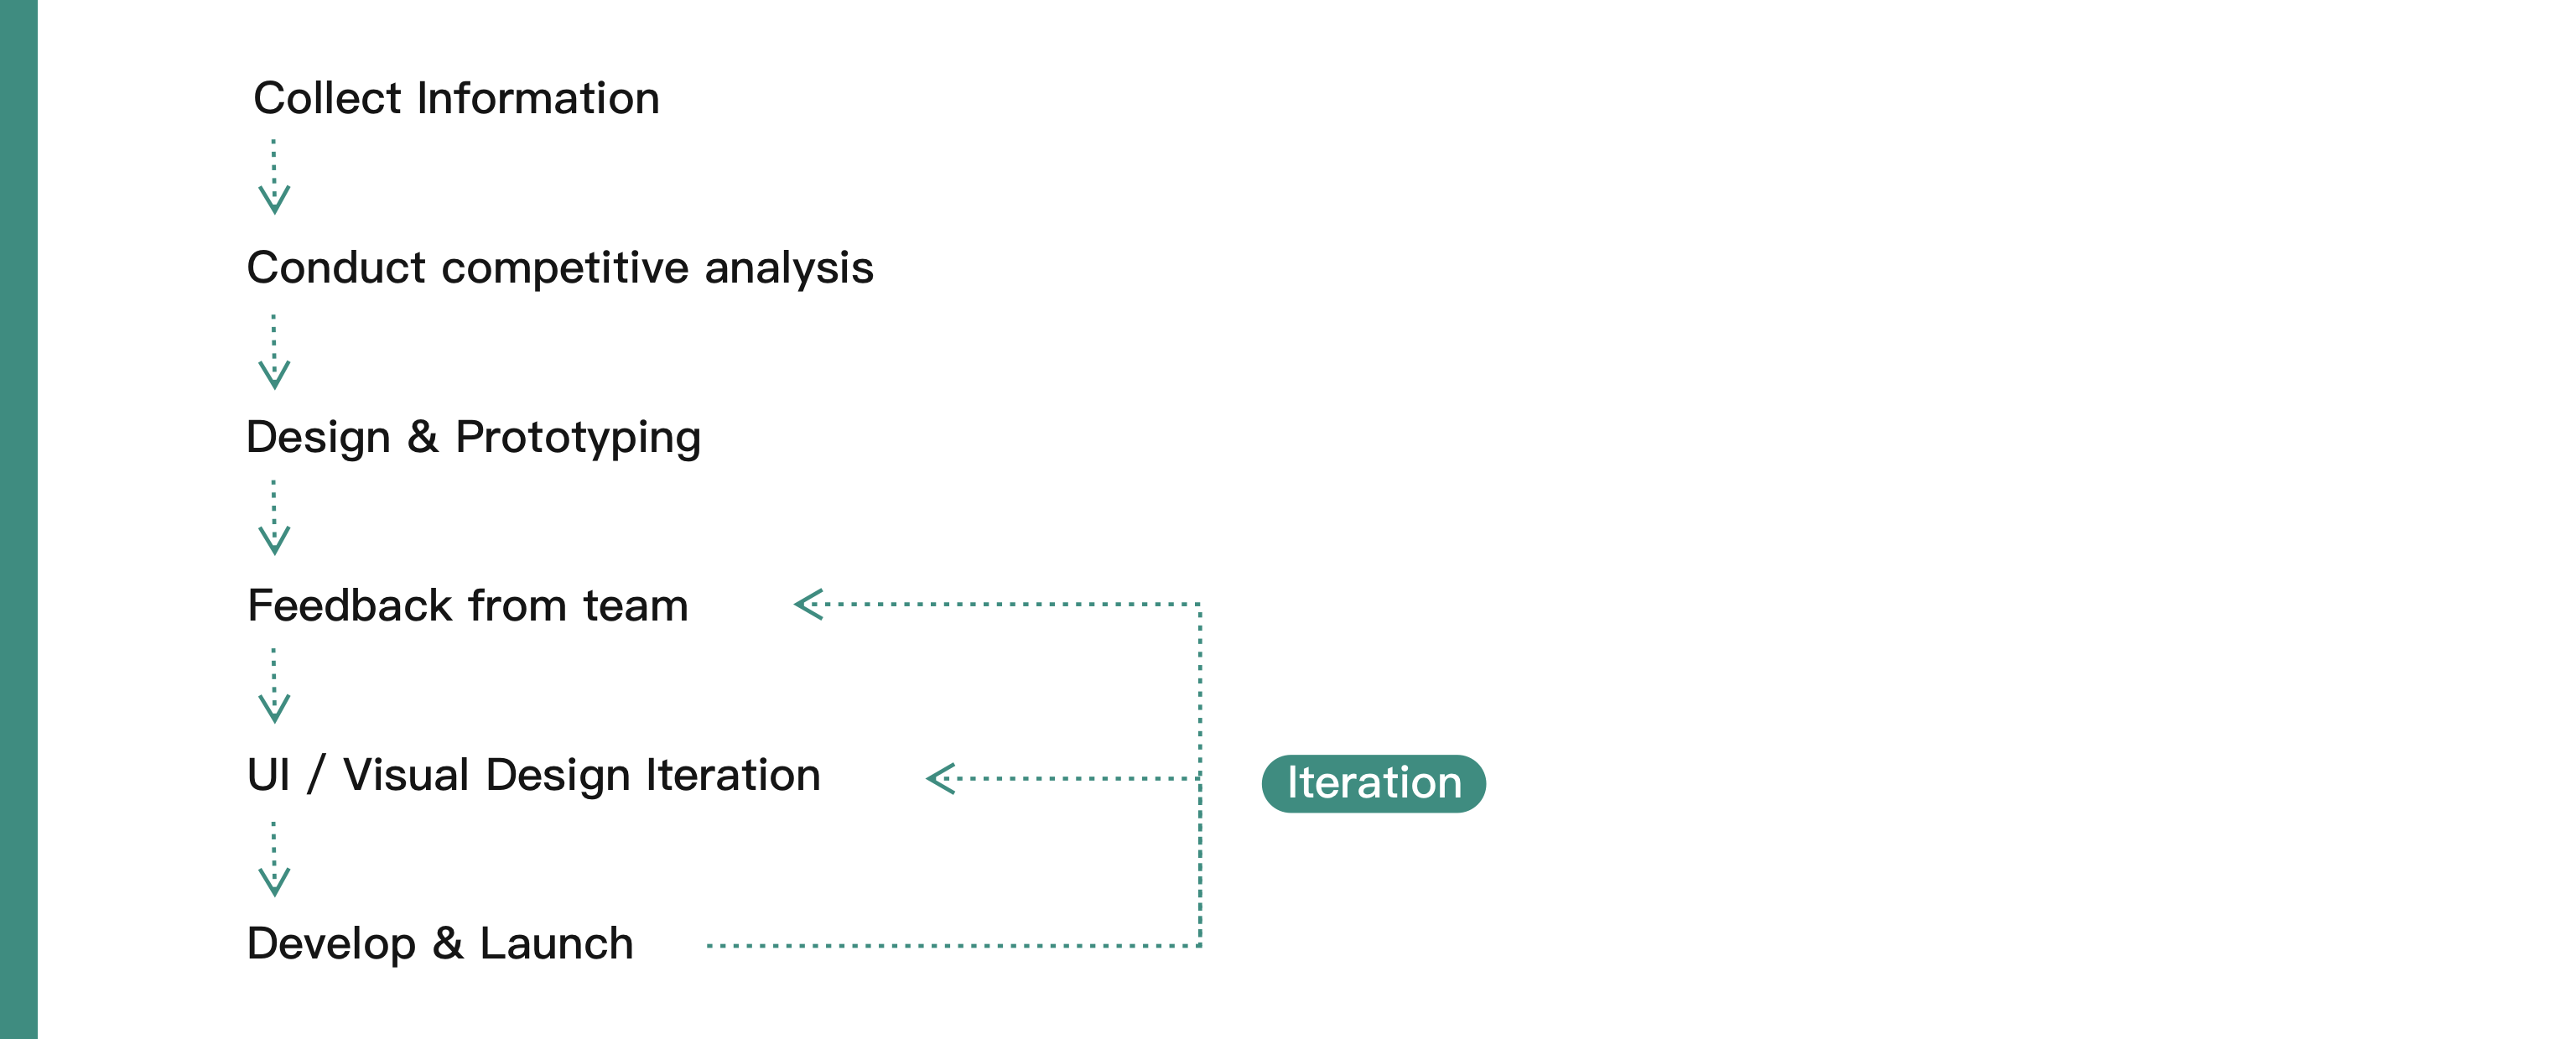 Collect Information
Conduct competitive analysis
Design & Prototyping
Feedback from team
UI / Visual Design Iteration
Iteration
Develop & Launch